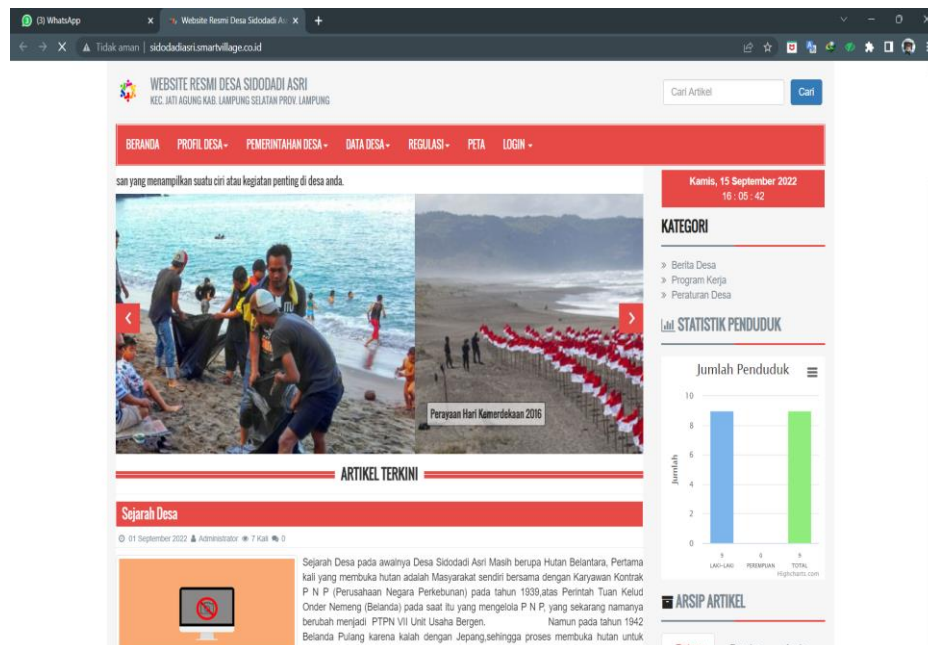 (3) WhatsApp
Website Resmi Desa Sidodadi As
Tidak aman | sidodadiasri.smartvillage.co.id
WEBSITE RESMI DESA SIDODADI ASRI
KEC. JATI AGUNG KAB. LAMPUNG SELATAN PROV. LAMPUNG
Cari Artikel
Cari
BERANDA PROFIL DESA PEMERINTAHAN DESA DATA DESA REGULASI PETA LOGIN
san yang menampilkan suatu ciri atau kegiatan penting di desa anda.
Perayaan Hari Kemerdekaan 2016
ARTIKEL TERKINI
Sejarah Desa
01 September 2022 Administrator 7 Kali 0
Sejarah Desa pada awalnya Desa Sidodadi Asri Masih berupa Hutan Belantara, Pertama
kali yang membuka hutan adalah Masyarakat sendiri bersama dengan Karyawan Kontrak
P N P (Perusahaan Negara Perkebunan) pada tahun 1939,atas Perintah Tuan Kelud
Onder Nemeng (Belanda) pada saat itu yang mengelola P N P, yang sekarang namanya
berubah menjadi PTPN VII Unit Usaha Bergen. Namun pada tahun 1942
Belanda Pulang karena kalah dengan Jepang,sehingga proses membuka hutan untuk
Kamis, 15 September 2022
16 : 05 : 42
KATEGORI
» Berita Desa
» Program Kerja
» Peraturan Desa
STATISTIK PENDUDUK
Jumlah Penduduk
Jumlah
10
8
6
4
2
0
9 0 9
LAKI-LAKI PEREMPUAN TOTAL
Highcharts.com
ARSIP ARTIKEL